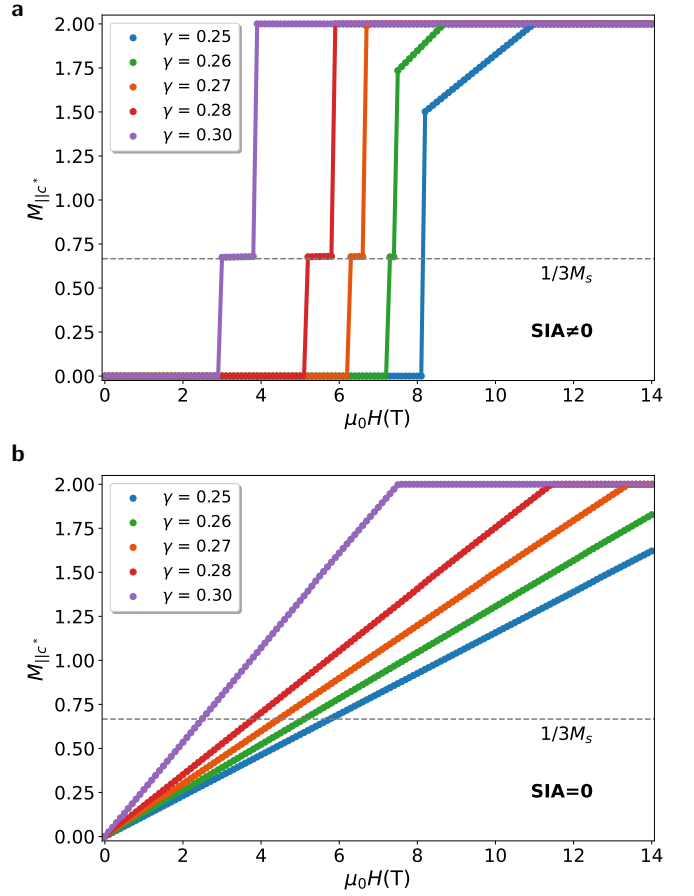 a
2.00
1.75
1.50
1.25
1.00
0.75
0.50
0.25
0.00
M||c*
γ = 0.25
γ = 0.26
γ = 0.27
γ = 0.28
γ = 0.30
1/3Ms
SIA≠0
0 2 4 6 8 10 12 14
μ0H(T)
b
2.00
1.75
1.50
1.25
1.00
0.75
0.50
0.25
0.00
M||c*
γ = 0.25
γ = 0.26
γ = 0.27
γ = 0.28
γ = 0.30
1/3Ms
SIA=0
0 2 4 6 8 10 12 14
μ0H(T)